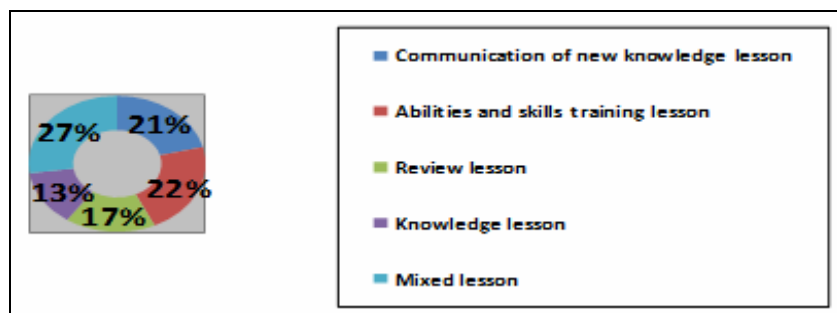 27% 21%
13% 22%
17%
Communication of new knowledge lesson
Abilities and skills training lesson
Review lesson
Knowledge lesson
Mixed lesson